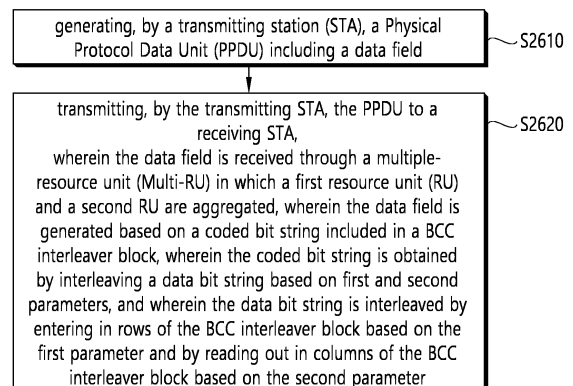 generating, by a transmitting station (STA), a Physical
Protocol Data Unit (PPDU) including a data field
S2610
transmitting, by the transmitting STA, the PPDU to a
receiving STA,
wherein the data field is received through a multiple-
resource unit (Multi-RU) in which a first resource unit (RU)
and a second RU are aggregated, wherein the data field is
generated based on a coded bit string included in a BCC
interleaver block, wherein the coded bit string is obtained
by interleaving a data bit string based on first and second
parameters, and wherein the data bit string is interleaved by
entering in rows of the BCC interleaver block based on the
first parameter and by reading out in columns of the BCC
interleaver block based on the second parameter
S2620